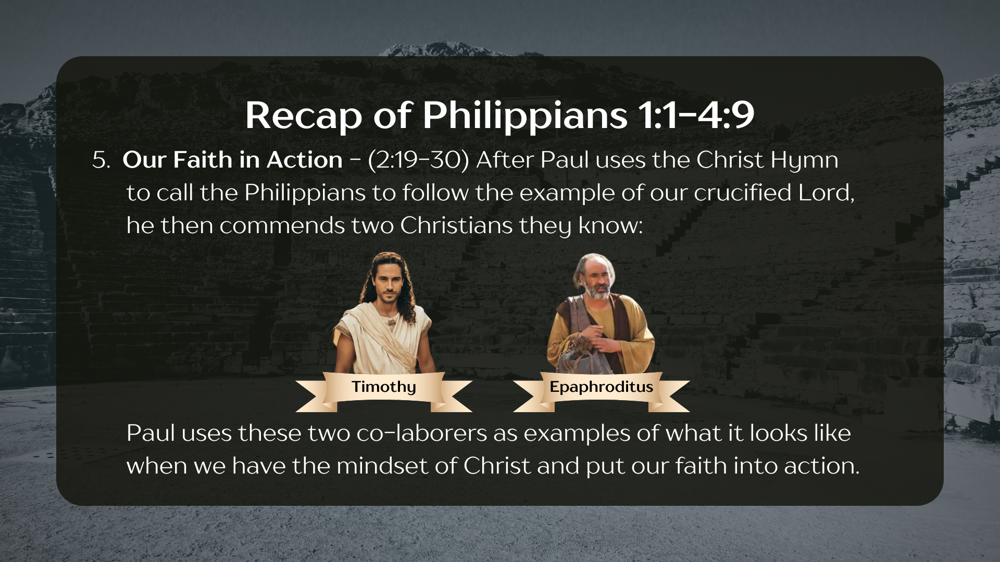 Recap of Philippians 1:1–4:9
5. Our Faith in Action – (2:19–30) After Paul uses the Christ Hymn
to call the Philippians to follow the example of our crucified Lord,
he then commends two Christians they know:
Timothy
Epaphroditus
Paul uses these two co–laborers as examples of what it looks like
when we have the mindset of Christ and put our faith into action.